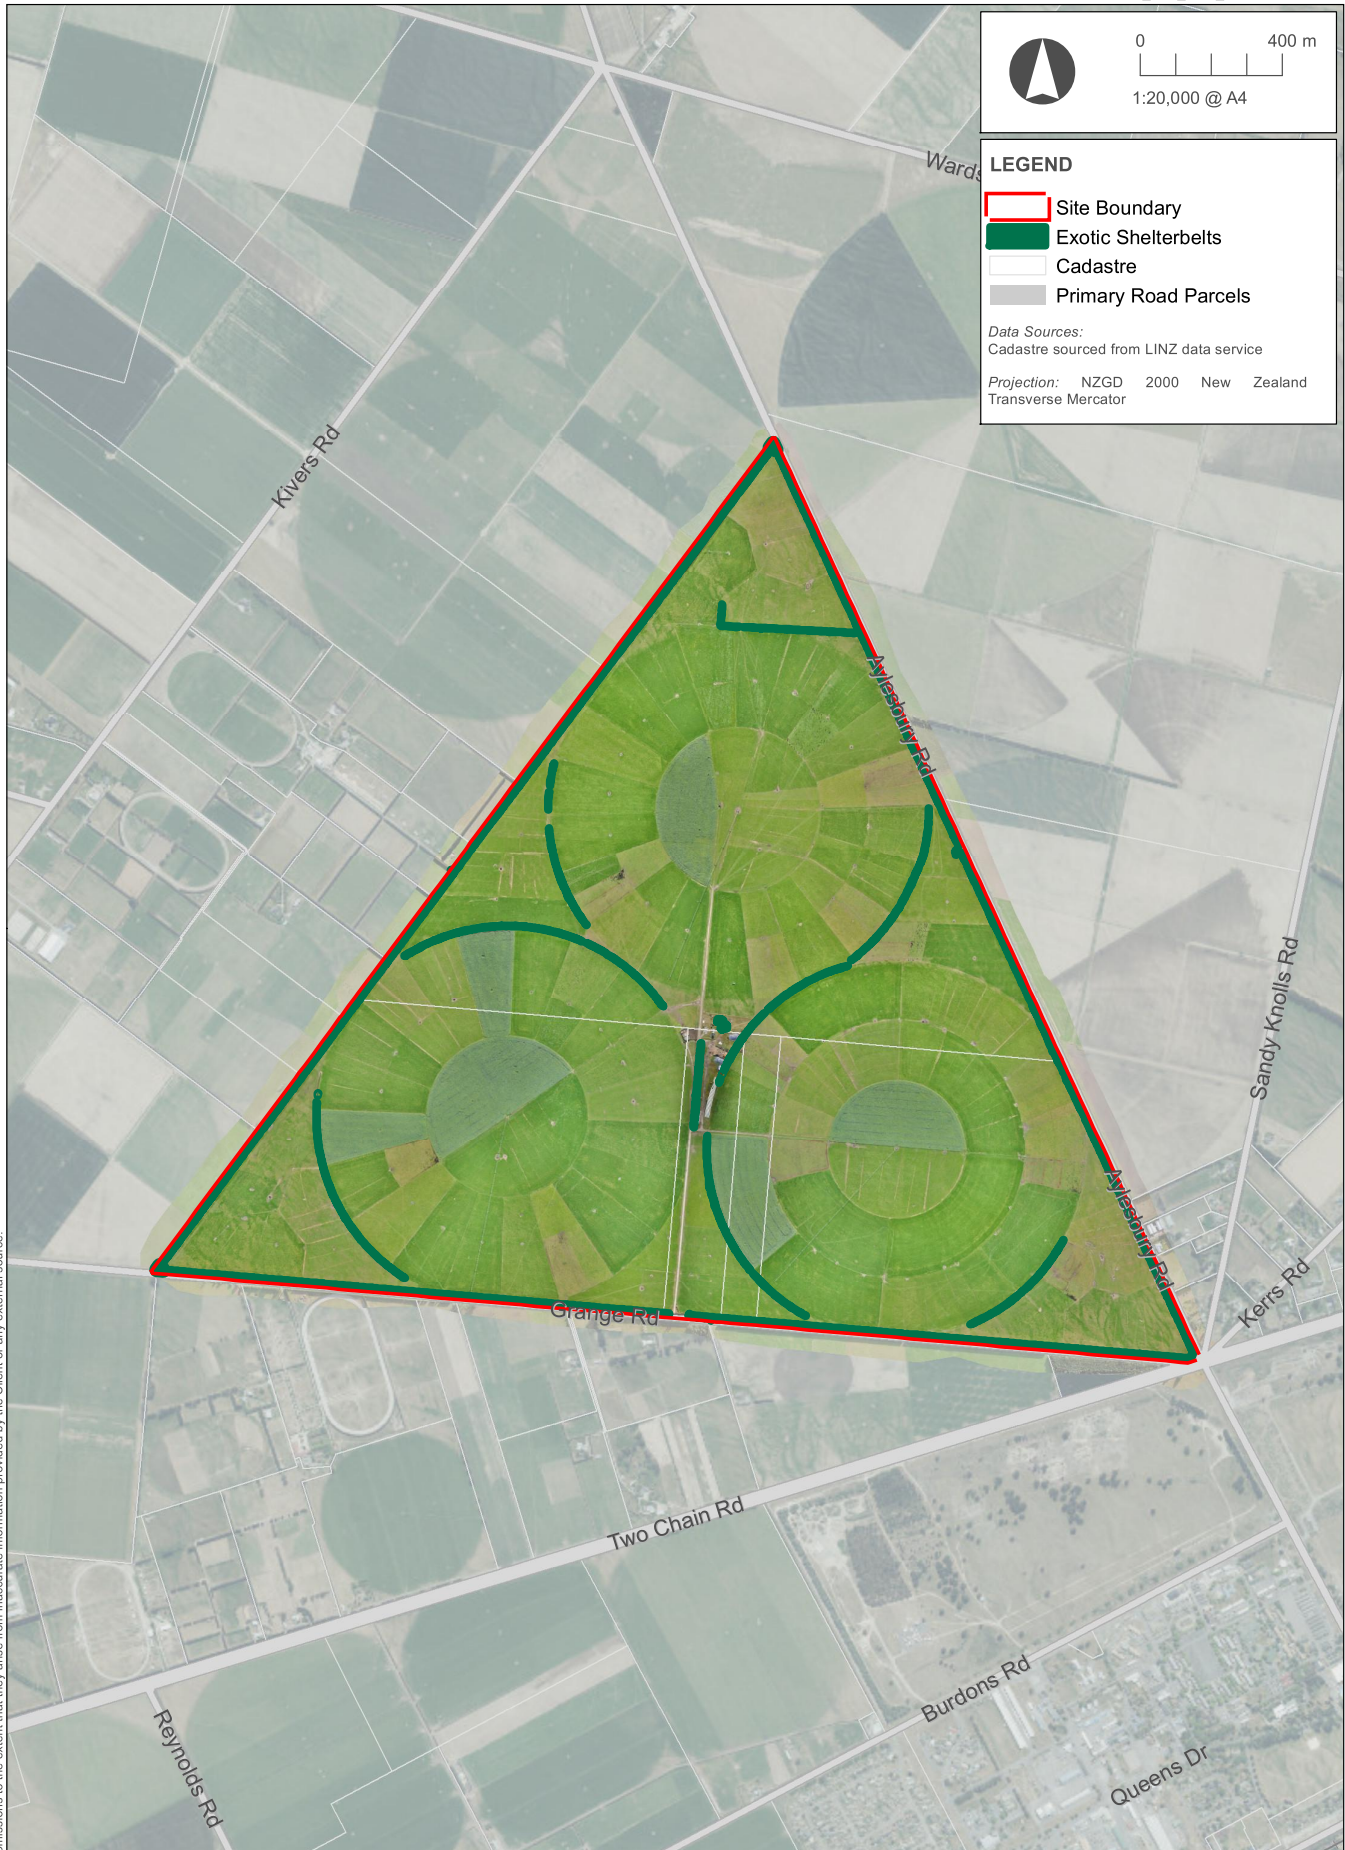 0 400 m
1:20,000 @ A4
LEGEND
Site Boundary
Exotic Shelterbelts
Cadastre
Primary Road Parcels
Data Sources:
Cadastre sourced from LINZ data service
Projection: NZGD 2000 New Zealand
Transverse Mercator
Wards
Kivers Rd
Aylesbury Rd
Sandy Knolls Rd
Aylesbury Rd
Kerrs Rd
Grange Rd
Two Chain Rd
Burdons Rd
Queens Dr
Reynolds Rd